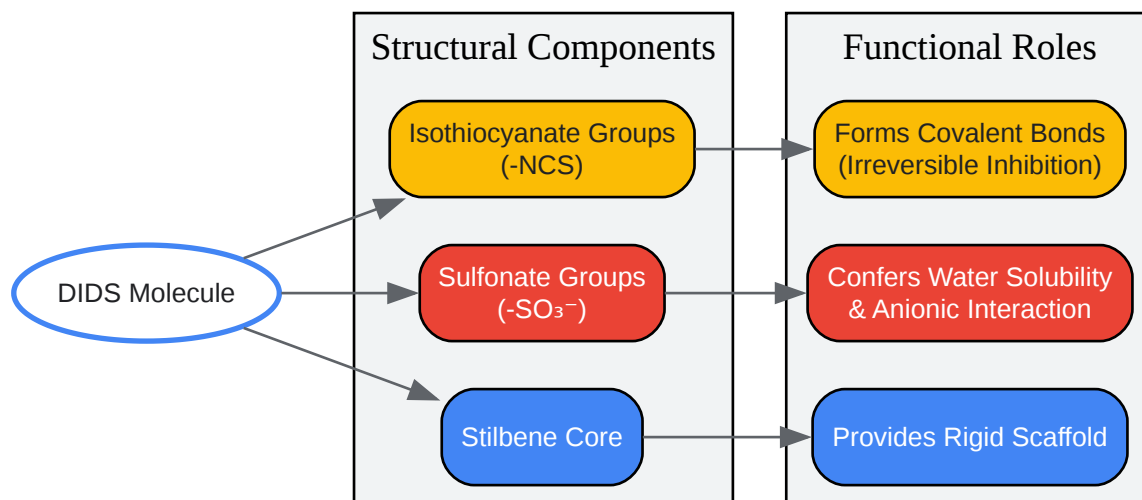 Structural Components
Functional Roles
Isothiocyanate Groups
(-NCS)
Forms Covalent Bonds
(Irreversible Inhibition)
DIDS Molecule
Sulfonate Groups
(-SO₃⁻)
Confers Water Solubility
& Anionic Interaction
Stilbene Core
Provides Rigid Scaffold